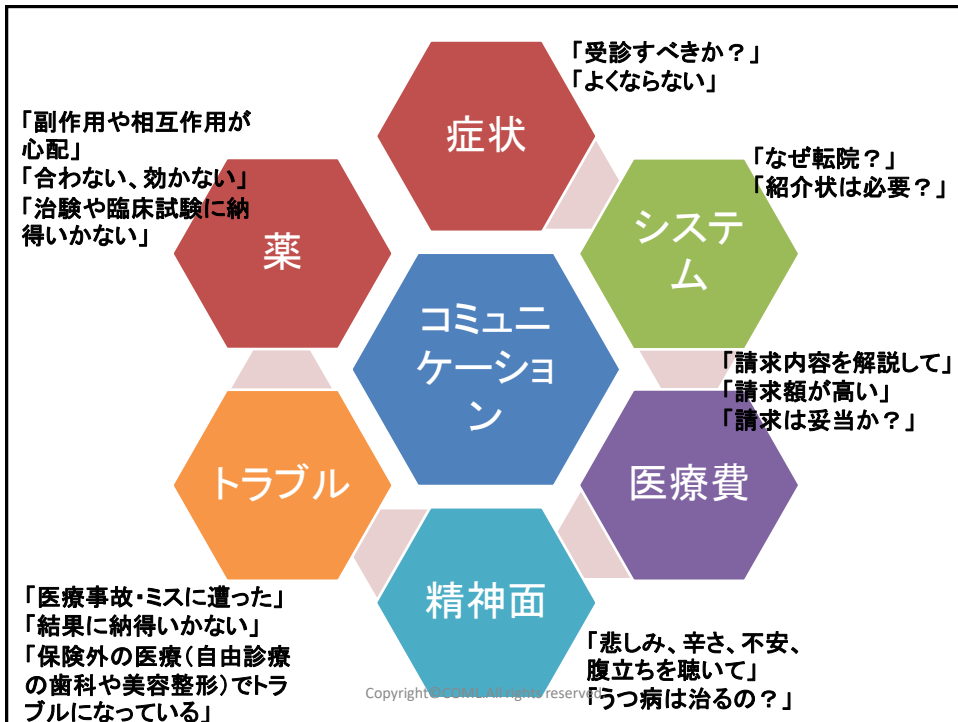 「受診すべきか？」
「よくならない」
症状
「副作用や相互作用が
心配」
「合わない、効かない」
「治験や臨床試験に納
得いかない」
薬
「なぜ転院？」
「紹介状は必要？」
システ
ム
コミュニ
ケーショ
ン
「請求内容を解説して」
「請求額が高い」
「請求は妥当か？」
医療費
トラブル
「医療事故・ミスに遭った」
「結果に納得いかない」
「保険外の医療（自由診療
の歯科や美容整形）でトラ
ブルになっている」
精神面
「悲しみ、辛さ、不安、
腹立ちを聴いて」
「うつ病は治るの？」
Copyright©COML.All rights reserved.